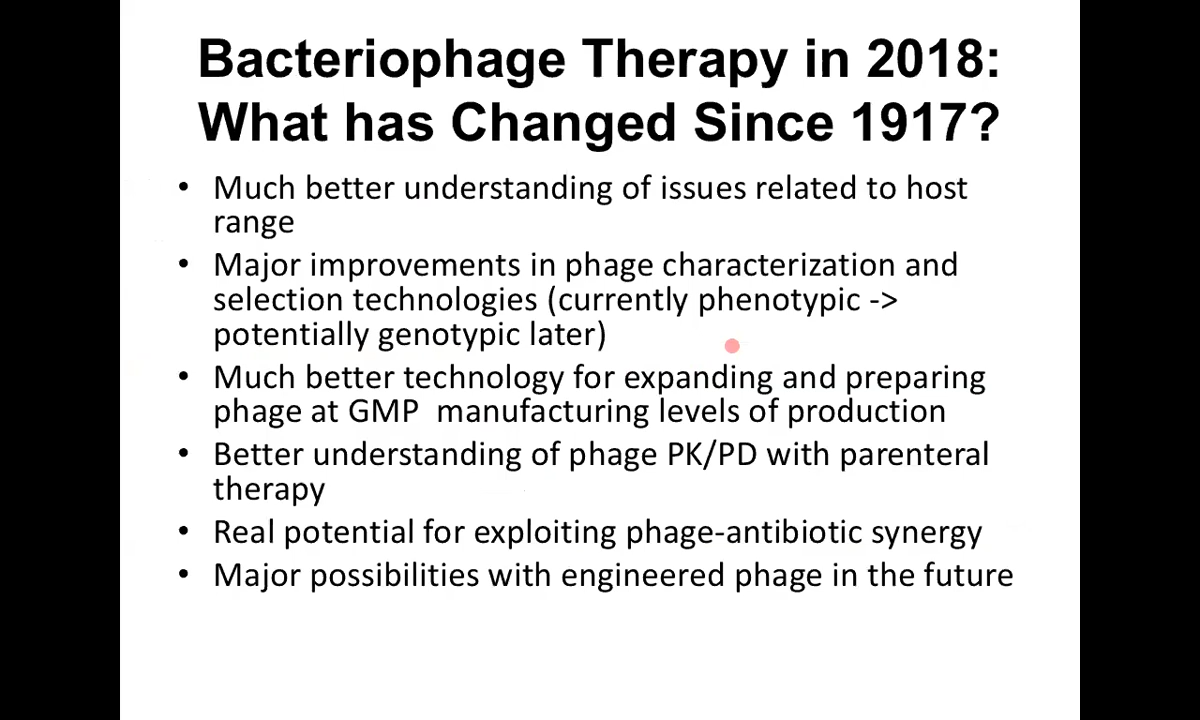 Bacteriophage Therapy in 2018:
What has Changed Since 1917?
• Much better understanding of issues related to host
range
• Major improvements in phage characterization and
selection technologies (currently phenotypic ->
potentially genotypic later)
• Much better technology for expanding and preparing
phage at GMP  manufacturing levels of production
• Better understanding of phage PK/PD with parenteral
therapy
• Real potential for exploiting phage-antibiotic synergy
• Major possibilities with engineered phage in the future